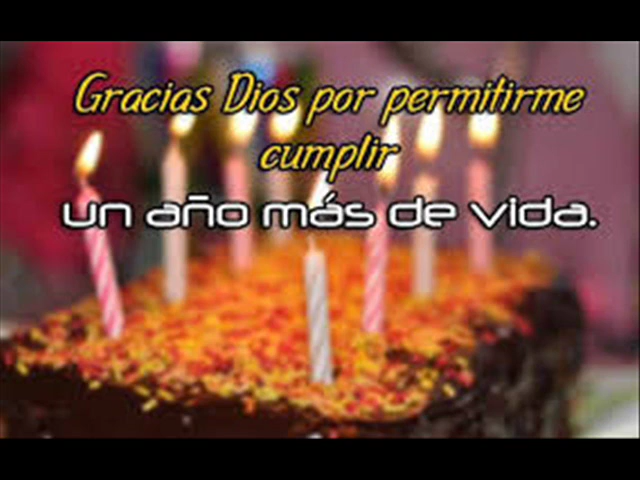 Gracias Dios por permitirme
cumplir
un año más de vida.